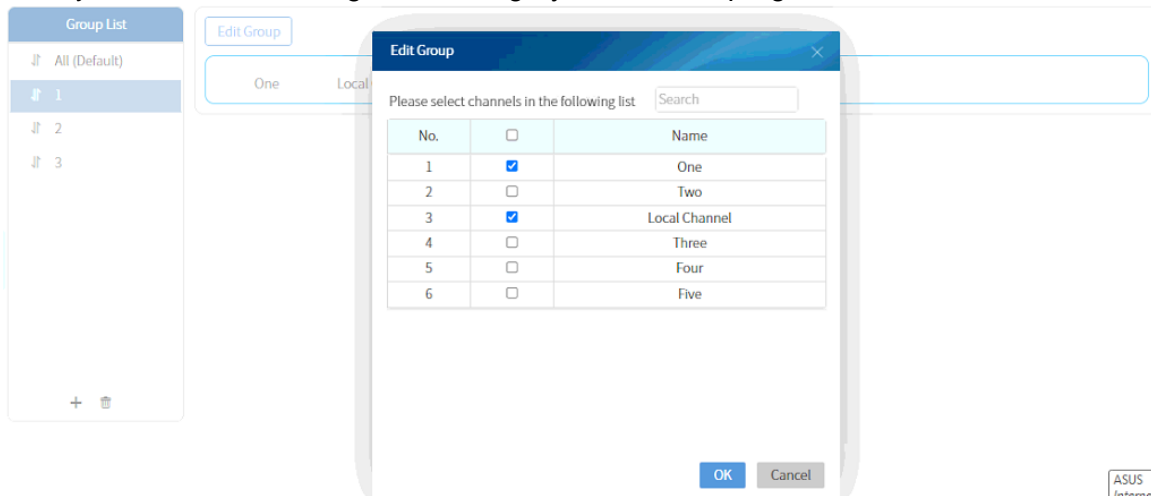 Group List
All (Default)
1
2
3
Edit Group
One Local
Edit Group
Please select channels in the following list Search
No. Name
1 One
2 Two
3 Local Channel
4 Three
5 Four
6 Five
OK Cancel
ASUS